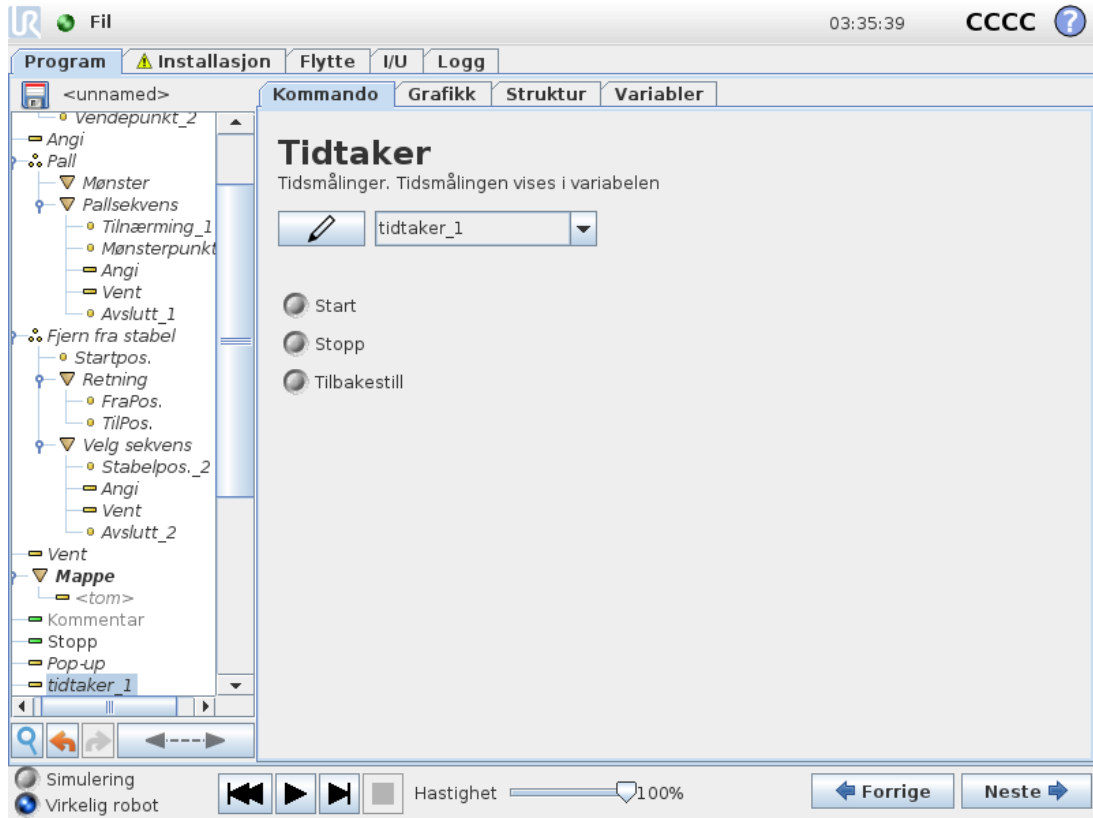 UR Fil 03:35:39 CCCC ?
Program Installasjon Flytte I/U Logg
<unnamed>
Kommando Grafikk Struktur Variabler
Vendepunkt_2
Angi
Pall
Mønster
Pallsekvens
Tilnærming_1
Mønsterpunkt
Angi
Vent
Avslutt_1
Fjern fra stabel
Startpos.
Retning
FraPos.
TilPos.
Velg sekvens
Stabelpos._2
Angi
Vent
Avslutt_2
Vent
Mappe
<tom>
Kommentar
Stopp
Pop-up
tidtaker_1
Tidtaker
Tidsmålinger. Tidsmålingen vises i variabelen
tidtaker_1
Start
Stopp
Tilbakestill
Simulering
Virkelig robot
Hastighet 100%
Forrige Neste